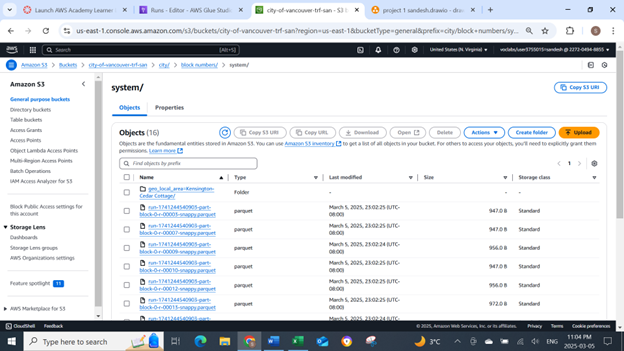 Launch AWS Academy Learner
Runs - Editor - AWS Glue Studio
city-of-vancouver-trf-san - S3
project 1 sandesh.drawio - draw
us-east-1.console.aws.amazon.com/s3/buckets/city-of-vancouver-trf-san?region=us-east-1&bucketType=general&prefix=city/block+numbers/sy...
aws
Search
[Alt+S]
United States (N. Virginia)
voclabs/user3755015=sandesh @ 2272-0494-8855
Amazon S3
Buckets
city-of-vancouver-trf-san
city/
block numbers/
system/
Amazon S3
General purpose buckets
Directory buckets
Table buckets
Access Grants
Access Points
Object Lambda Access Points
Multi-Region Access Points
Batch Operations
IAM Access Analyzer for S3
Block Public Access settings for
this account
Storage Lens
Dashboards
Storage Lens groups
AWS Organizations settings
Feature spotlight 11
AWS Marketplace for S3
system/
Copy S3 URI
Objects
Properties
Objects (16)
Copy S3 URI
Copy URL
Download
Open
Delete
Actions
Create folder
Upload
Objects are the fundamental entities stored in Amazon S3. You can use Amazon S3 inventory to get a list of all objects in your bucket. For others to access your objects, you'll need to explicitly grant them
permissions. Learn more
Find objects by prefix
1
Name
Type
Last modified
Size
Storage class
geo_local_area=Kensington-
Cedar Cottage/
Folder
-
-
-
run-1741244540903-part-
block-0-r-00003-snappy.parquet
parquet
March 5, 2025, 23:02:25 (UTC-
08:00)
947.0 B
Standard
run-1741244540903-part-
block-0-r-00007-snappy.parquet
parquet
March 5, 2025, 23:02:25 (UTC-
08:00)
947.0 B
Standard
run-1741244540903-part-
block-0-r-00009-snappy.parquet
parquet
March 5, 2025, 23:02:24 (UTC-
08:00)
956.0 B
Standard
run-1741244540903-part-
block-0-r-00010-snappy.parquet
parquet
March 5, 2025, 23:02:25 (UTC-
08:00)
947.0 B
Standard
run-1741244540903-part-
block-0-r-00012-snappy.parquet
parquet
March 5, 2025, 23:02:25 (UTC-
08:00)
956.0 B
Standard
run-1741244540903-part-
block-0-r-00013-snappy.parquet
parquet
March 5, 2025, 23:02:25 (UTC-
08:00)
972.0 B
Standard
run-1741244540903-part-
March 5, 2025, 23:02:24 (UTC-
CloudShell
Feedback
© 2025, Amazon Web Services, Inc. or its affiliates.
Privacy
Terms
Cookie preferences
Type here to search
3°C
ENG
11:04 PM
2025-03-05